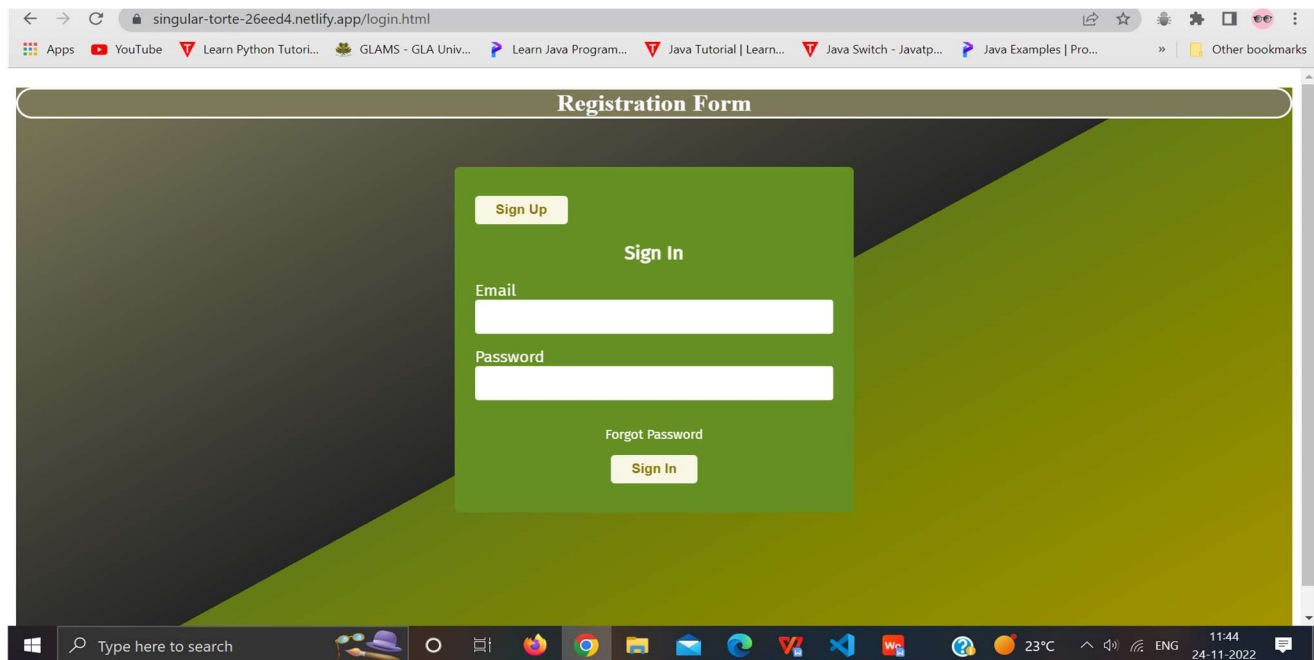 singular-torte-26eed4.netlify.app/login.html
Apps YouTube Learn Python Tutori... GLAMS - GLA Univ... Learn Java Program... Java Tutorial | Learn... Java Switch - Javatp... Java Examples | Pro... » Other bookmarks
Registration Form
Sign Up
Sign In
Email
Password
Forgot Password
Sign In
Type here to search 23°C ENG 11:44
24-11-2022